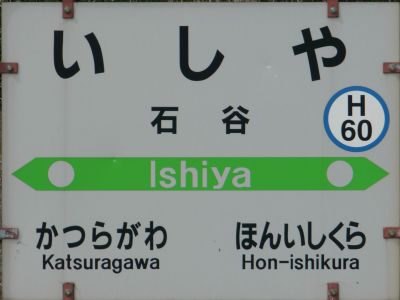 いしや
石谷
H
60
Ishiya
かつらがわ
Katsuragawa
ほんいしくら
Hon-ishikura